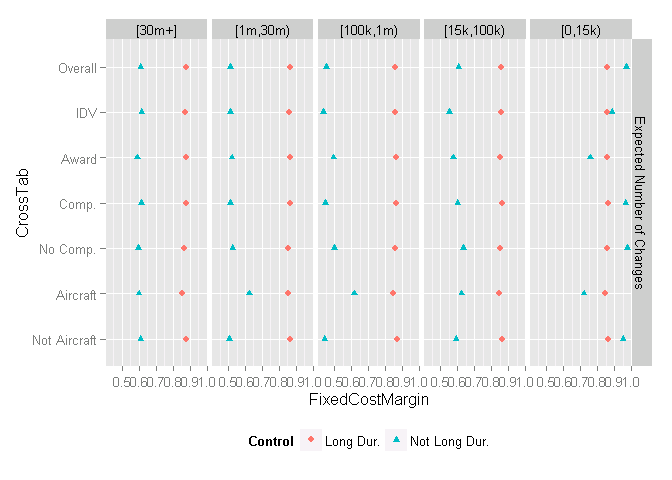 [30m+] [1m,30m) [100k,1m) [15k,100k) [0,15k)
Overall
IDV
Award
Comp.
No Comp.
Aircraft
Not Aircraft
CrossTab
Expected Number of Changes
0.50.60.70.80.91.0 0.50.60.70.80.91.0 0.50.60.70.80.91.0 0.50.60.70.80.91.0 0.50.60.70.80.91.0
FixedCostMargin
Control Long Dur. Not Long Dur.